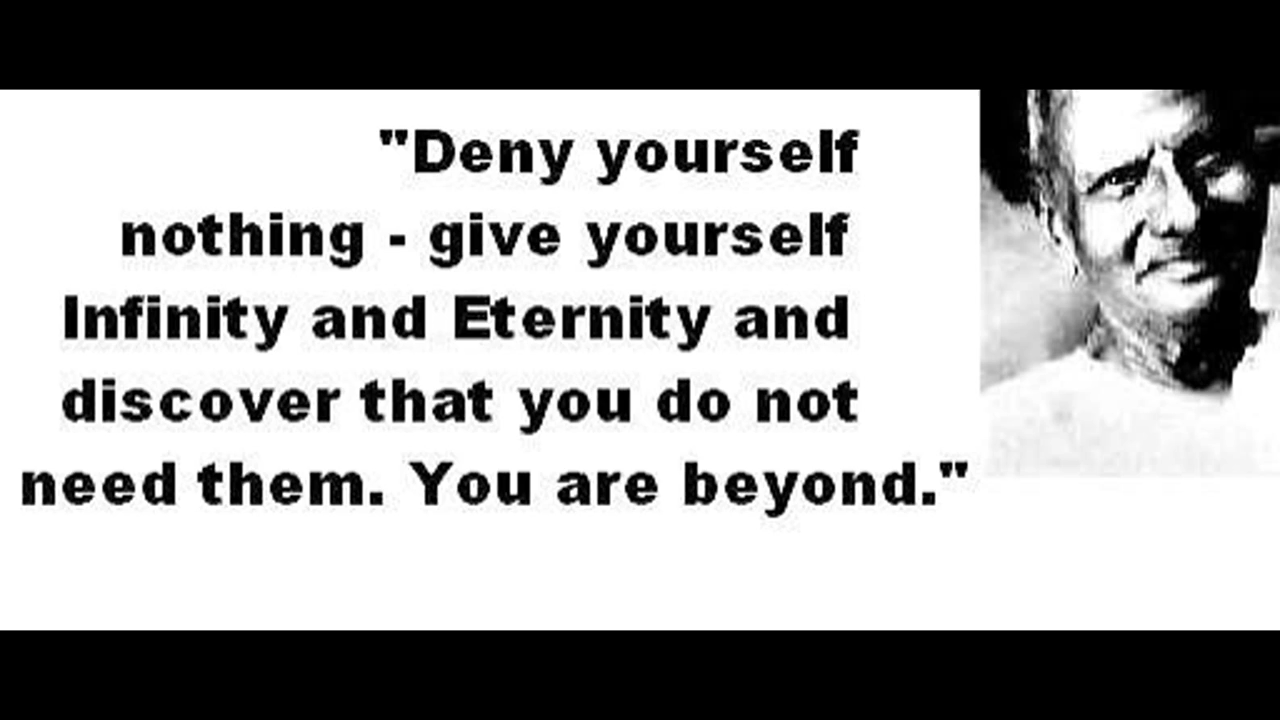 "Deny yourself
nothing - give yourself
Infinity and Eternity and
discover that you do not
need them. You are beyond."